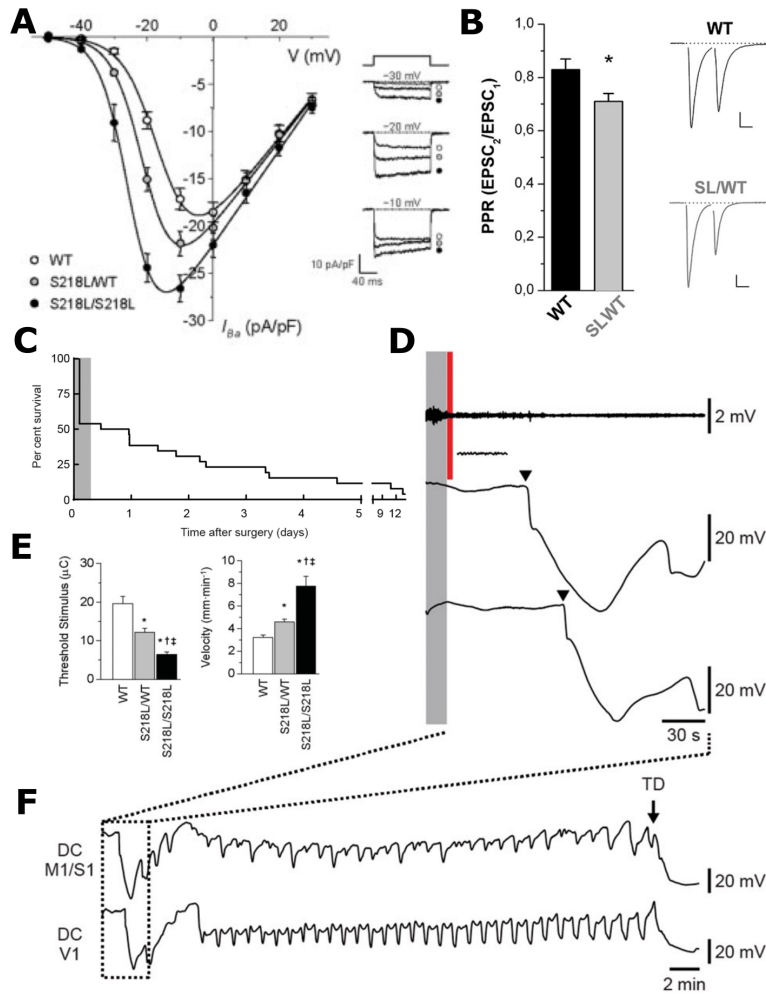 A
-40
-20
0
20
40
V (mV)
-5
-10
-15
-20
-25
-30
I_Ba (pA/pF)
WT
S218L/WT
S218L/S218L
−30 mV
−20 mV
−10 mV
10 pA/pF
40 ms
B
PPR (EPSC2/EPSC1)
1,0
0,8
0,6
0,4
0,2
0,0
*
WT
SLWT
WT
SL/WT
C
Per cent survival
100
75
50
25
0
0
1
2
3
4
5
9
12
Time after surgery (days)
D
2 mV
20 mV
20 mV
30 s
E
Threshold Stimulus (μC)
30
20
10
0
*
*†‡
WT
S218L/WT
S218L/S218L
Velocity (mm·min-1)
10
8
6
4
2
0
*
*†‡
WT
S218L/WT
S218L/S218L
F
TD
DC
M1/S1
20 mV
DC
V1
20 mV
2 min